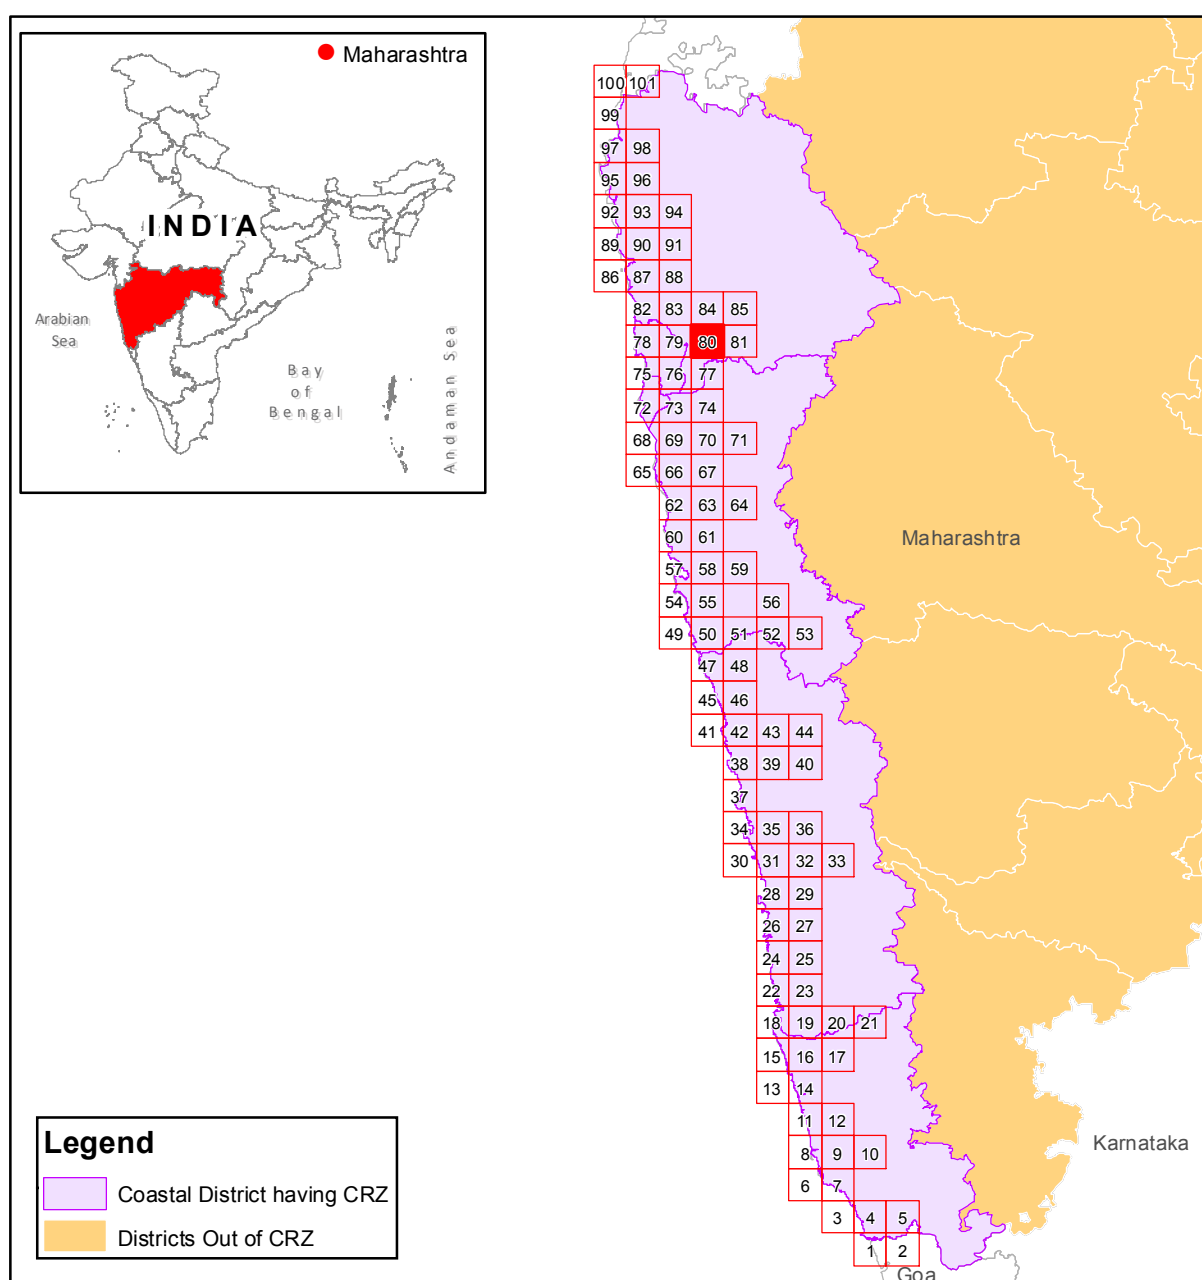 Maharashtra
INDIA
Arabian
Sea
Bay
of
Bengal
Andaman Sea
100 101
99
97 98
95 96
92 93 94
89 90 91
86 87 88
82 83 84 85
78 79 80 81
75 76 77
72 73 74
68 69 70 71
65 66 67
62 63 64
60 61
57 58 59
54 55 56
49 50 51 52 53
47 48
45 46
41 42 43 44
38 39 40
37
34 35 36
30 31 32 33
28 29
26 27
24 25
22 23
18 19 20 21
15 16 17
13 14
11 12
8 9 10
6 7
3 4 5
1 2
Maharashtra
Karnataka
Goa
Legend
Coastal District having CRZ
Districts Out of CRZ